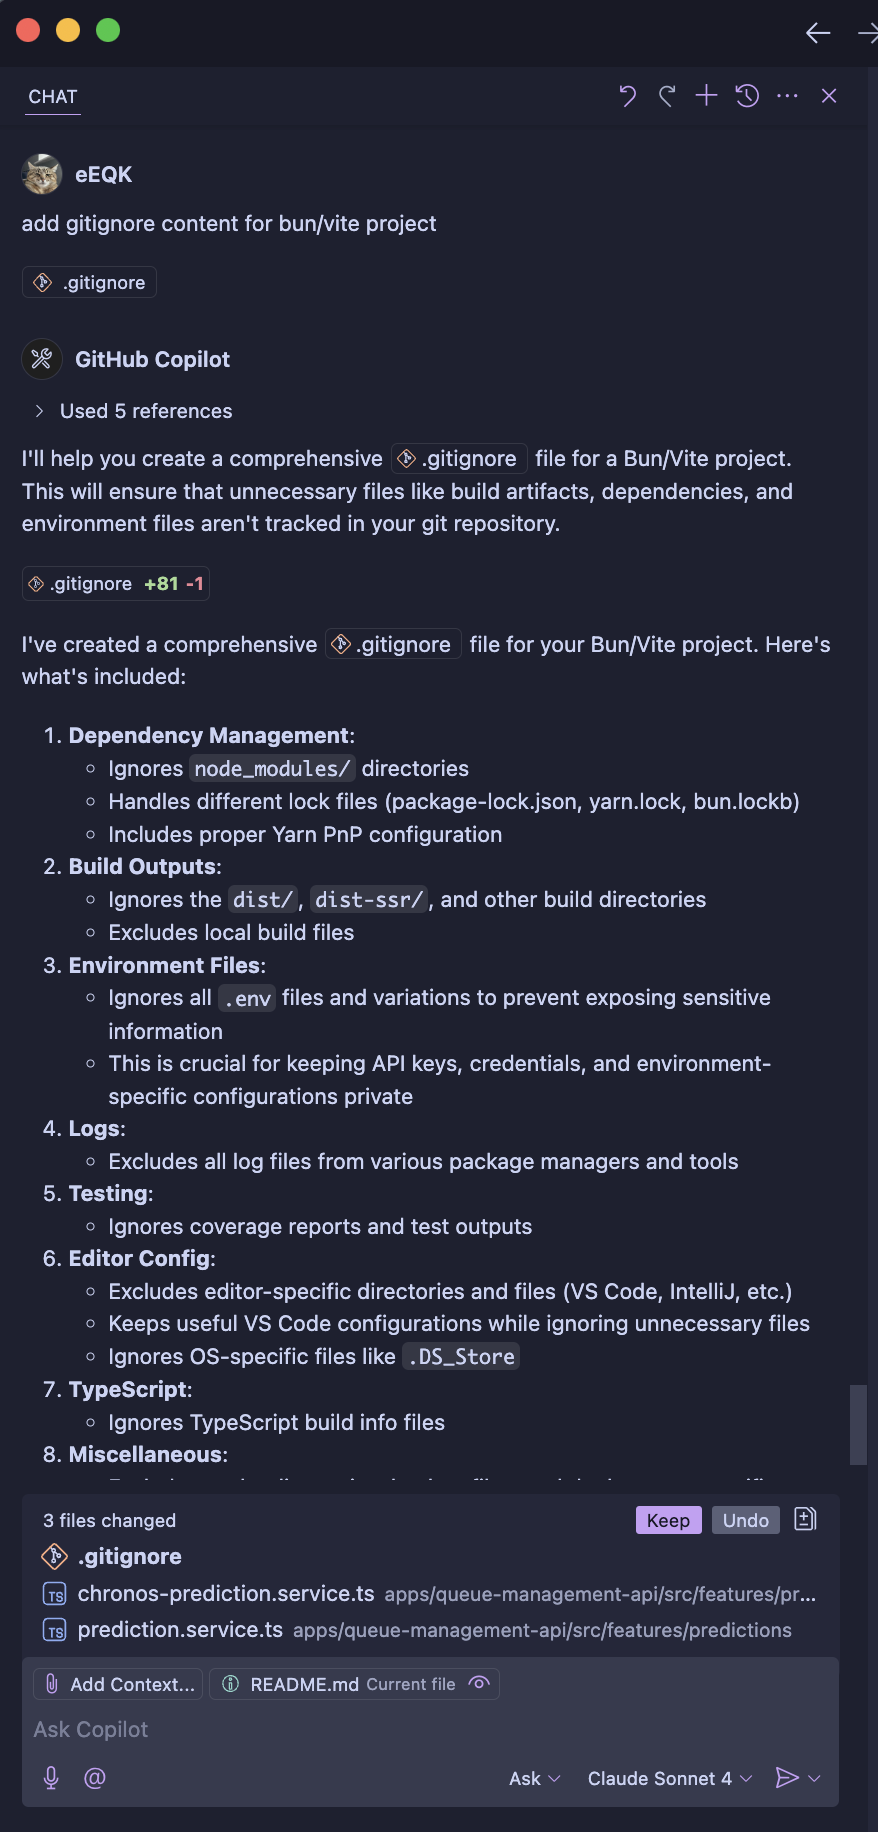 CHAT
eEQK
add gitignore content for bun/vite project
.gitignore
GitHub Copilot
Used 5 references
I'll help you create a comprehensive .gitignore file for a Bun/Vite project.
This will ensure that unnecessary files like build artifacts, dependencies, and
environment files aren't tracked in your git repository.
.gitignore +81 -1
I've created a comprehensive .gitignore file for your Bun/Vite project. Here's
what's included:
1. Dependency Management:
Ignores node_modules/ directories
Handles different lock files (package-lock.json, yarn.lock, bun.lockb)
Includes proper Yarn PnP configuration
2. Build Outputs:
Ignores the dist/, dist-ssr/, and other build directories
Excludes local build files
3. Environment Files:
Ignores all .env files and variations to prevent exposing sensitive
information
This is crucial for keeping API keys, credentials, and environment-
specific configurations private
4. Logs:
Excludes all log files from various package managers and tools
5. Testing:
Ignores coverage reports and test outputs
6. Editor Config:
Excludes editor-specific directories and files (VS Code, IntelliJ, etc.)
Keeps useful VS Code configurations while ignoring unnecessary files
Ignores OS-specific files like .DS_Store
7. TypeScript:
Ignores TypeScript build info files
8. Miscellaneous:
3 files changed Keep Undo
.gitignore
TS chronos-prediction.service.ts apps/queue-management-api/src/features/pr...
TS prediction.service.ts apps/queue-management-api/src/features/predictions
Add Context... README.md Current file
Ask Copilot
@ Ask Claude Sonnet 4